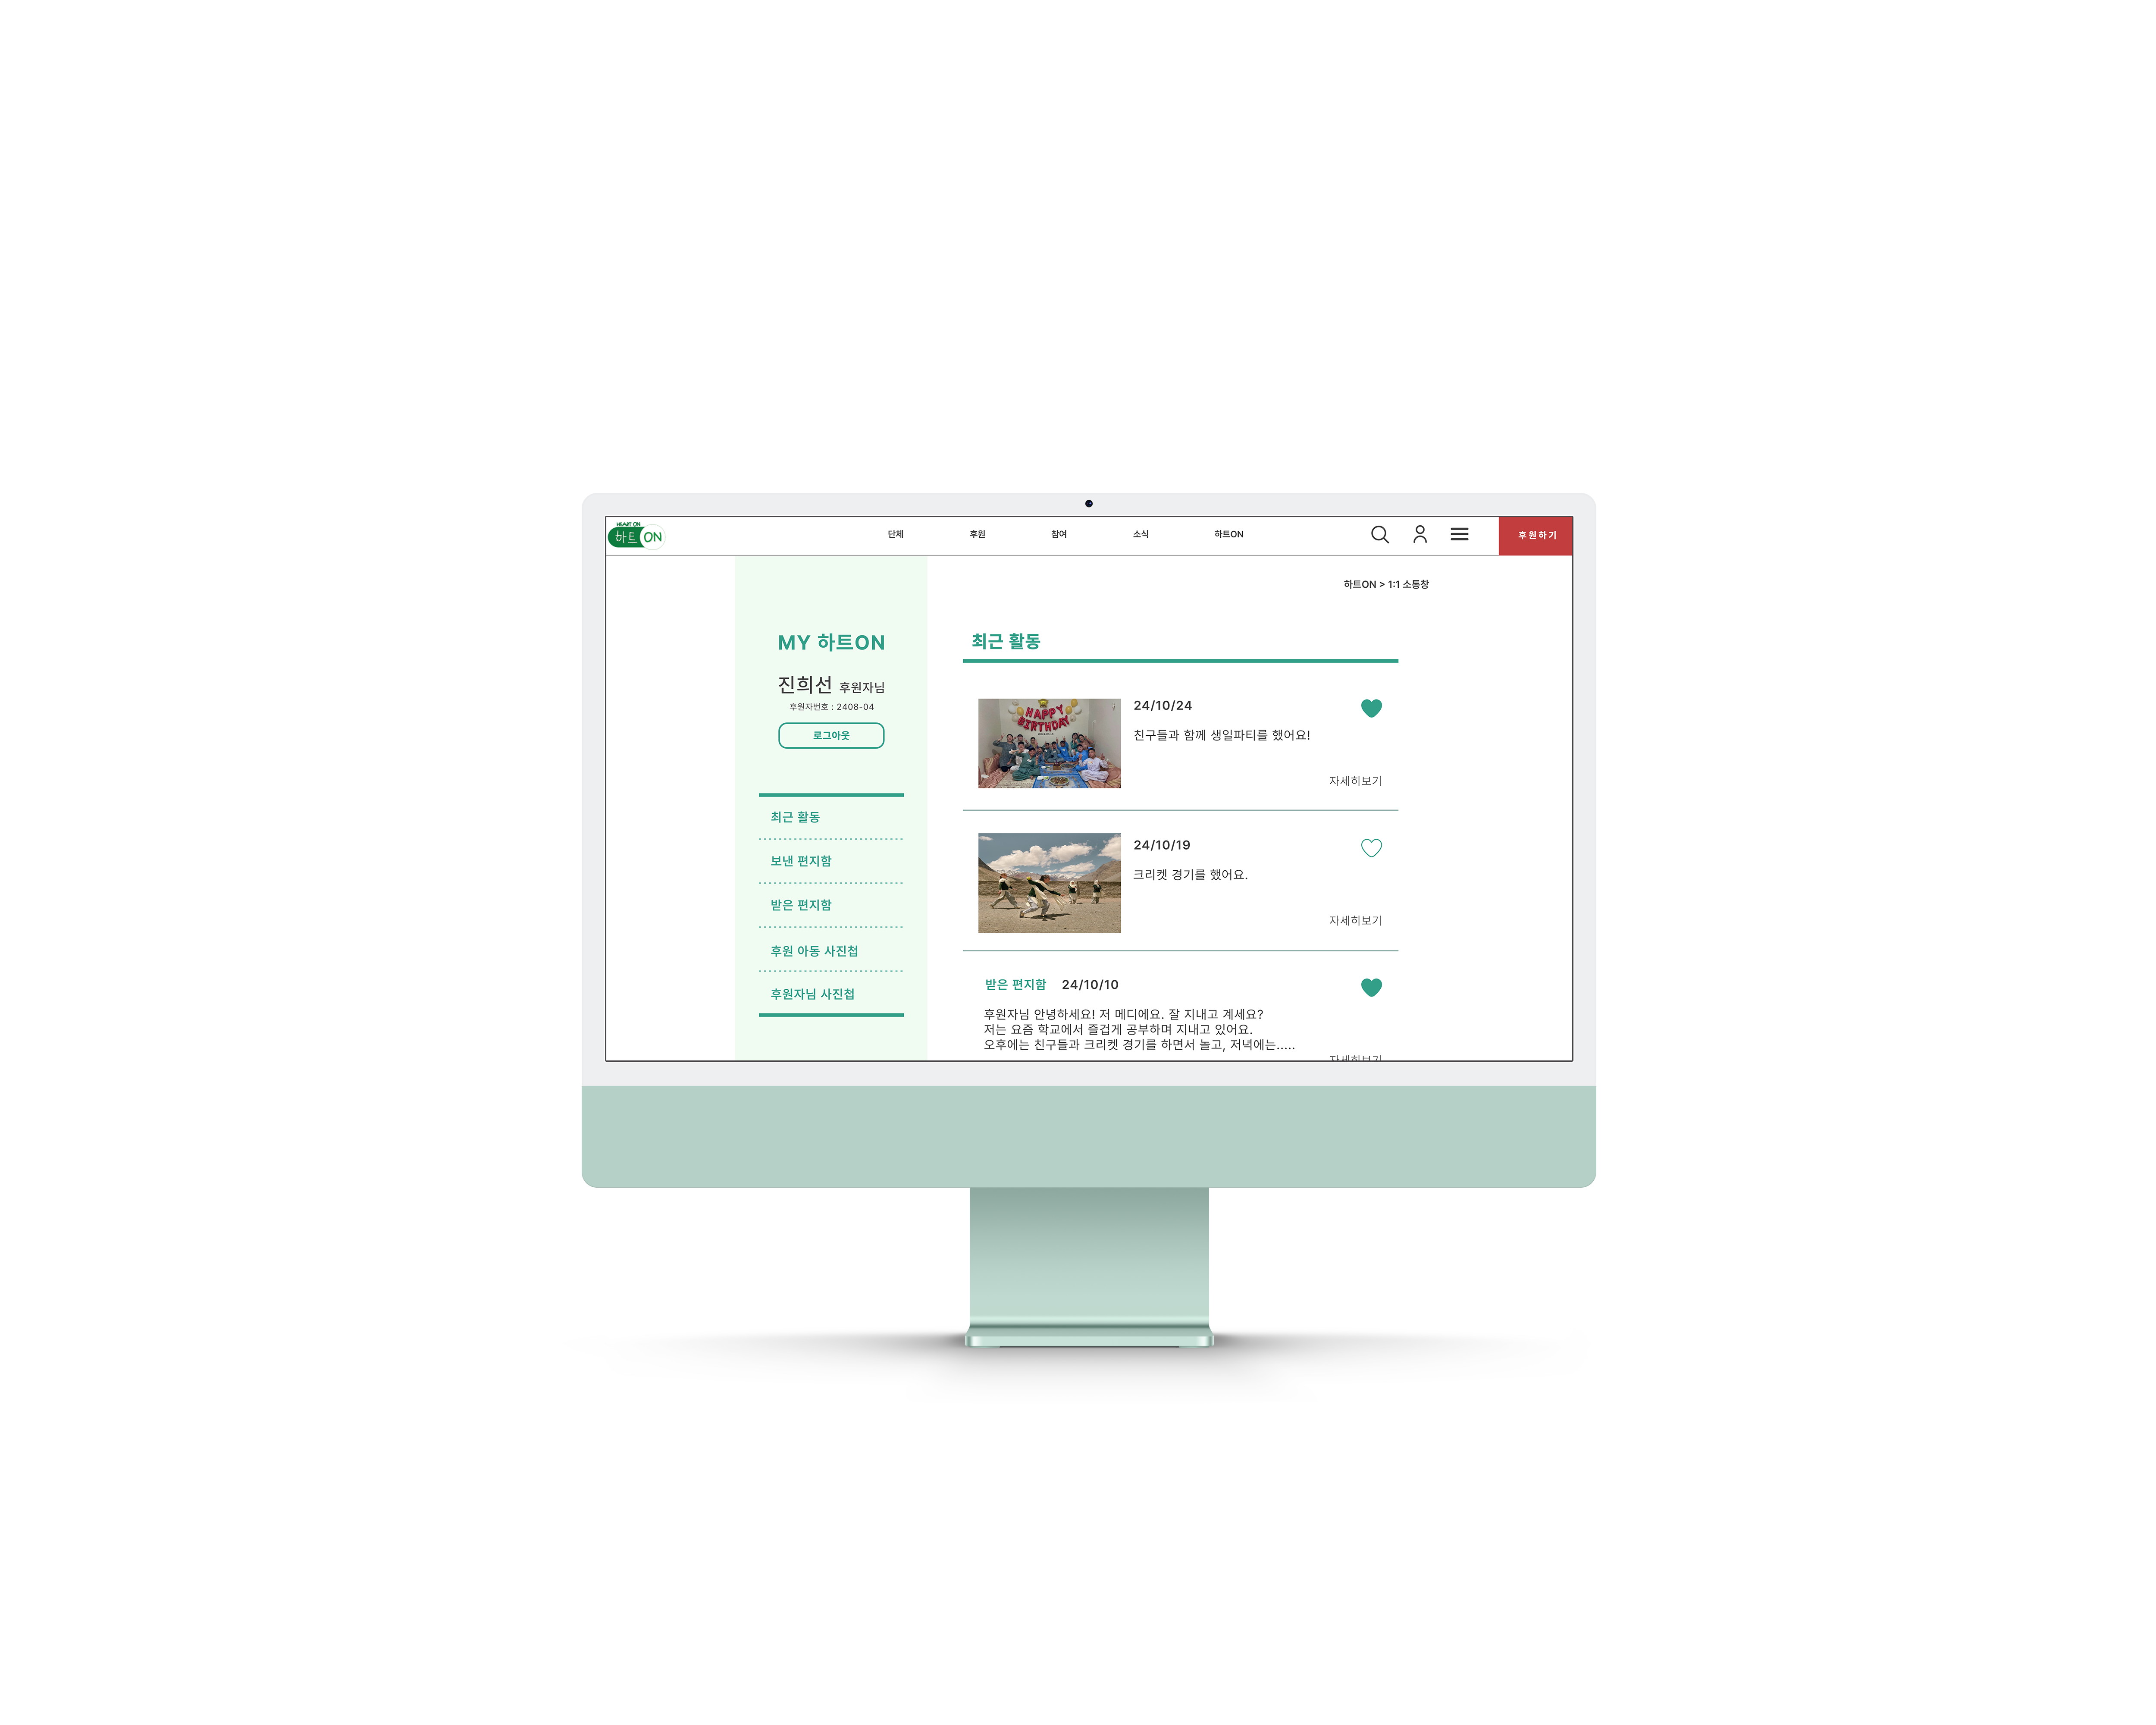 HEART ON
하트 ON
단체 후원 참여 소식 하트ON
후원하기
하트ON > 1:1 소통창
MY 하트ON
진희선 후원자님
후원자번호 : 2408-04
로그아웃
최근 활동
보낸 편지함
받은 편지함
후원 아동 사진첩
후원자님 사진첩
최근 활동
HAPPY
BIRTHDAY
24/10/24
친구들과 함께 생일파티를 했어요!
자세히보기
24/10/19
크리켓 경기를 했어요.
자세히보기
받은 편지함 24/10/10
후원자님 안녕하세요! 저 메디에요. 잘 지내고 계세요?
저는 요즘 학교에서 즐겁게 공부하며 지내고 있어요.
오후에는 친구들과 크리켓 경기를 하면서 놀고, 저녁에는.....
자세히보기